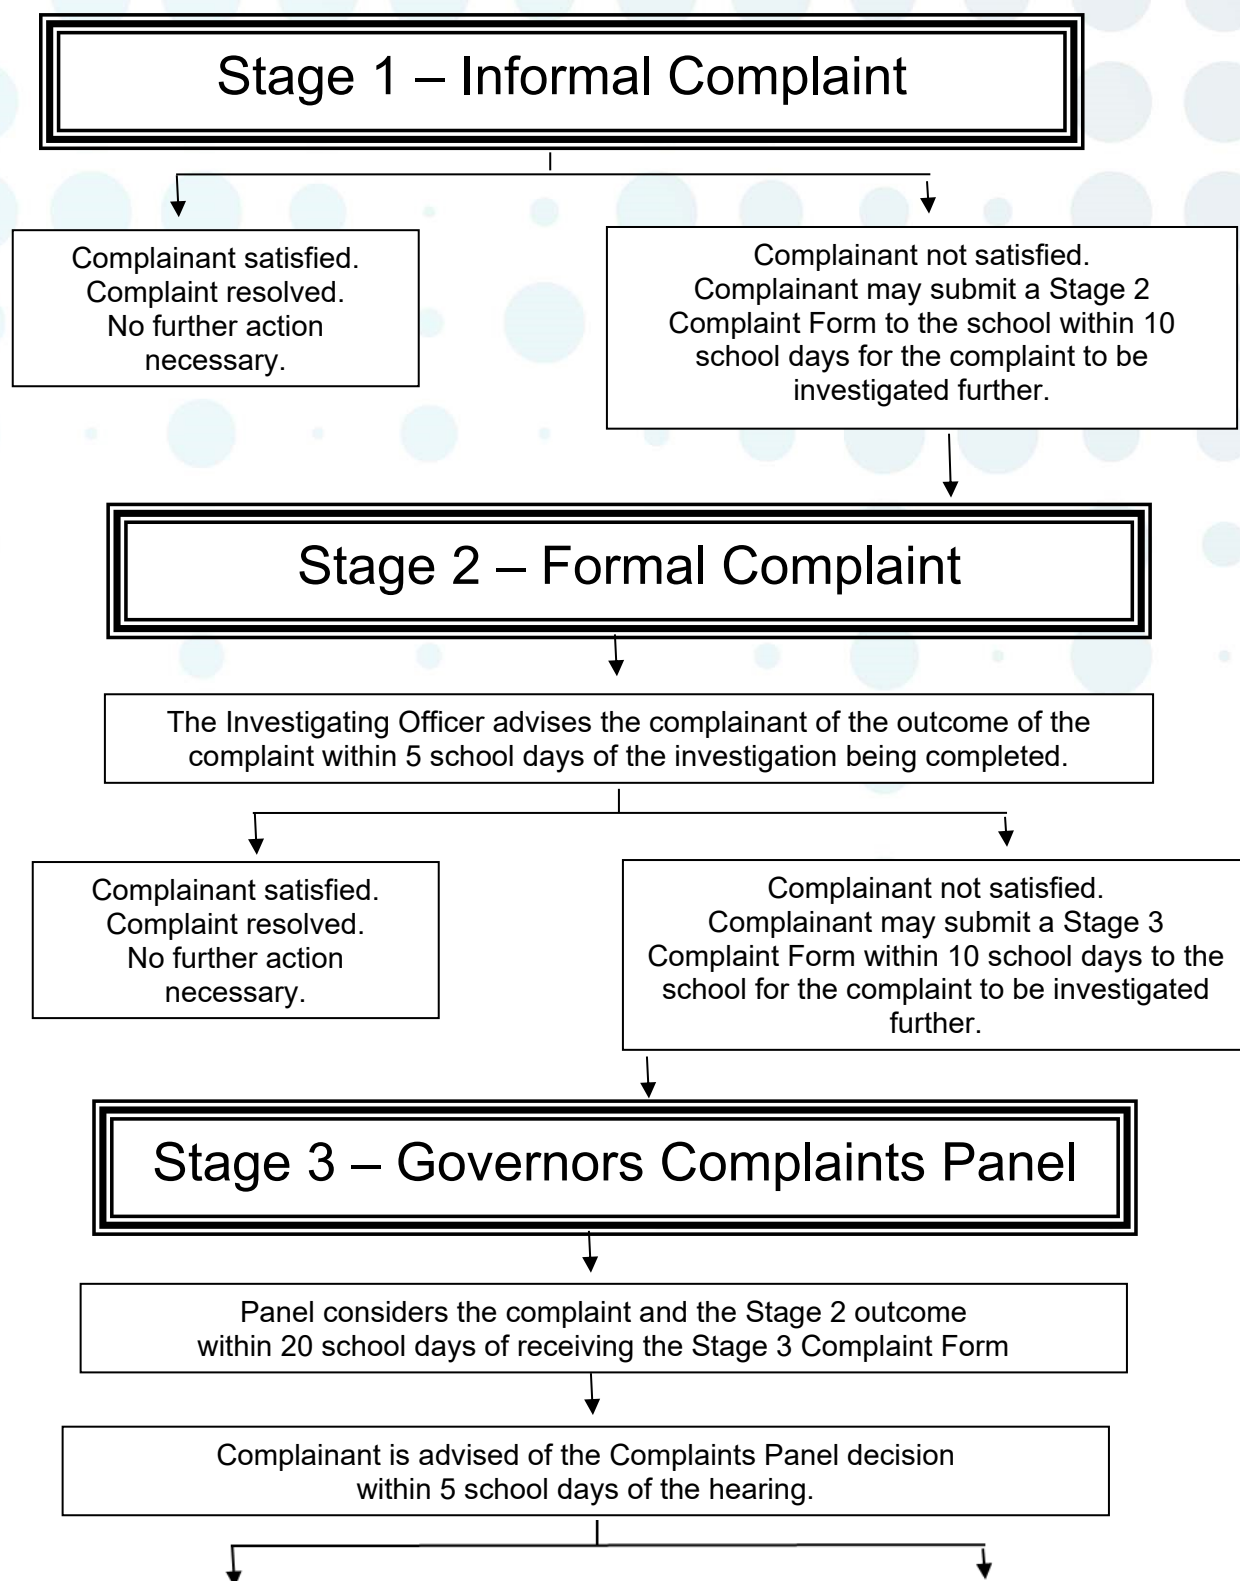 Stage 1 – Informal Complaint
Complainant satisfied.
Complaint resolved.
No further action
necessary.
Complainant not satisfied.
Complainant may submit a Stage 2
Complaint Form to the school within 10
school days for the complaint to be
investigated further.
Stage 2 – Formal Complaint
The Investigating Officer advises the complainant of the outcome of the
complaint within 5 school days of the investigation being completed.
Complainant satisfied.
Complaint resolved.
No further action
necessary.
Complainant not satisfied.
Complainant may submit a Stage 3
Complaint Form within 10 school days to the
school for the complaint to be investigated
further.
Stage 3 – Governors Complaints Panel
Panel considers the complaint and the Stage 2 outcome
within 20 school days of receiving the Stage 3 Complaint Form
Complainant is advised of the Complaints Panel decision
within 5 school days of the hearing.